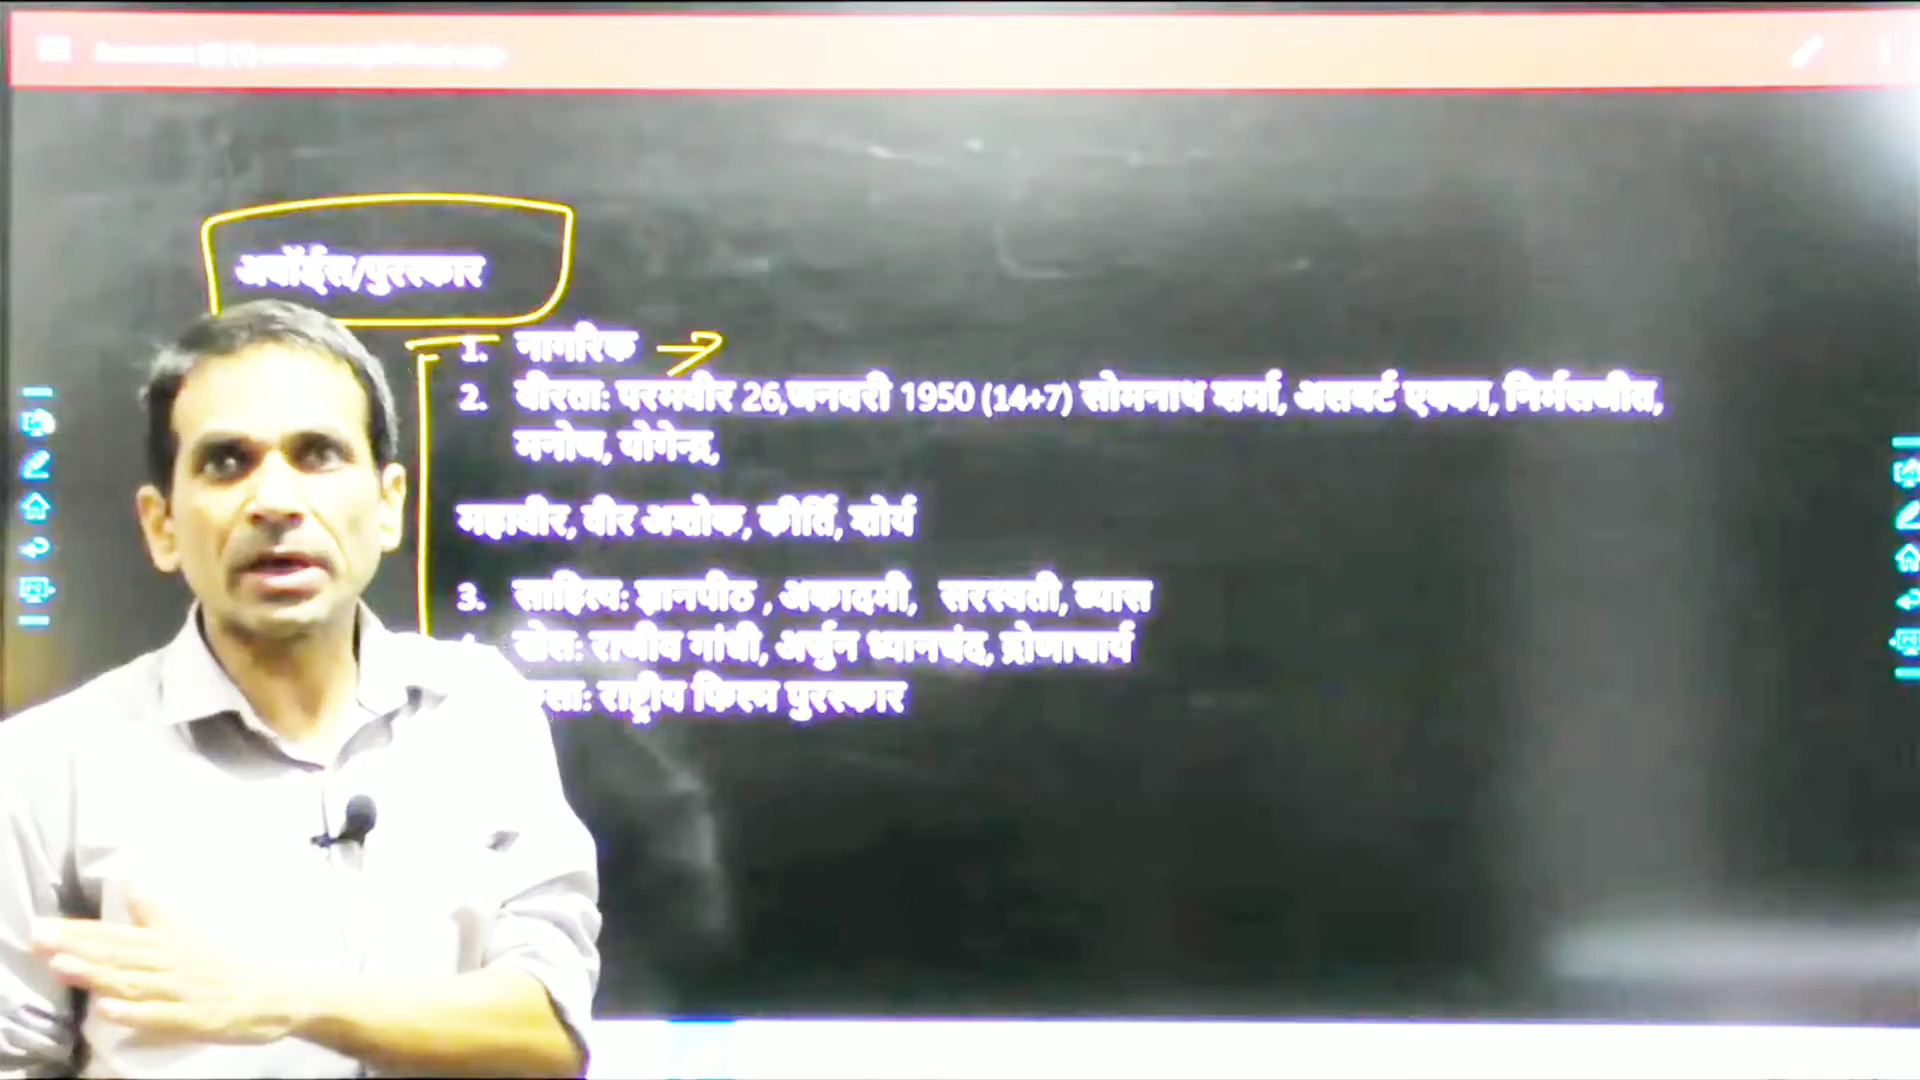 अवॉर्ड्स/पुरस्कार
1. नागरिक
2. वीरता: परमवीर 26,जनवरी 1950 (14+7) सोमनाथ शर्मा, अलबर्ट एक्का, निर्मलजीत,
मनोज, योगेन्द्र,
महावीर, वीर अशोक, कीर्ति, शोर्य
3. साहित्य: ज्ञानपीठ , अकादमी, सरस्वती, व्यास
खेल: राजीव गांधी, अर्जुन ध्यानचंद, द्रोणाचार्य
राष्ट्रीय फिल्म पुरस्कार